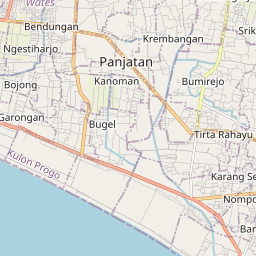 Wates
Bendungan
Krembangan
Srik
Ngestiharjo
Panjatan
Kanoman
Bojong
Bumirejo
Garongan
Bugel
Tirta Rahayu
Kulon Progo
Karang Se
Nompo
Ban